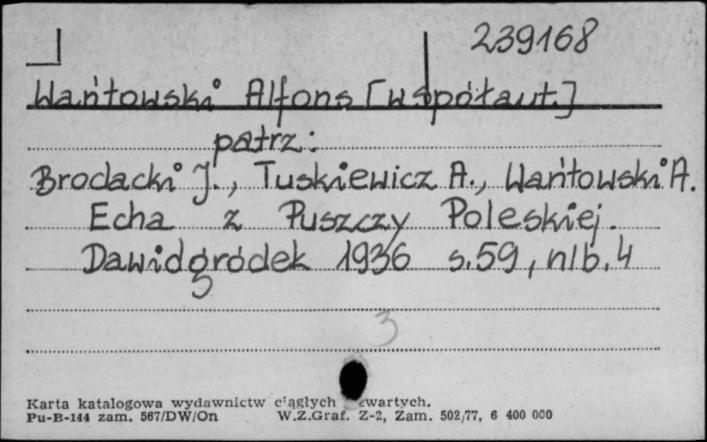 239168
Wańtowski Alfons [współaut.]
patrz:
Brodacki J., Tuskiewicz A., Wańtowski A.
Echa z Puszczy Poleskiej.
Dawidgródek 1936 s. 59, nlb. 4
3
Karta katalogowa wydawnictw ciągłych zwartych.
Pu-B-144 zam. 567/DW/On W.Z.Graf. Z-2, Zam. 502/77, 6 400 000